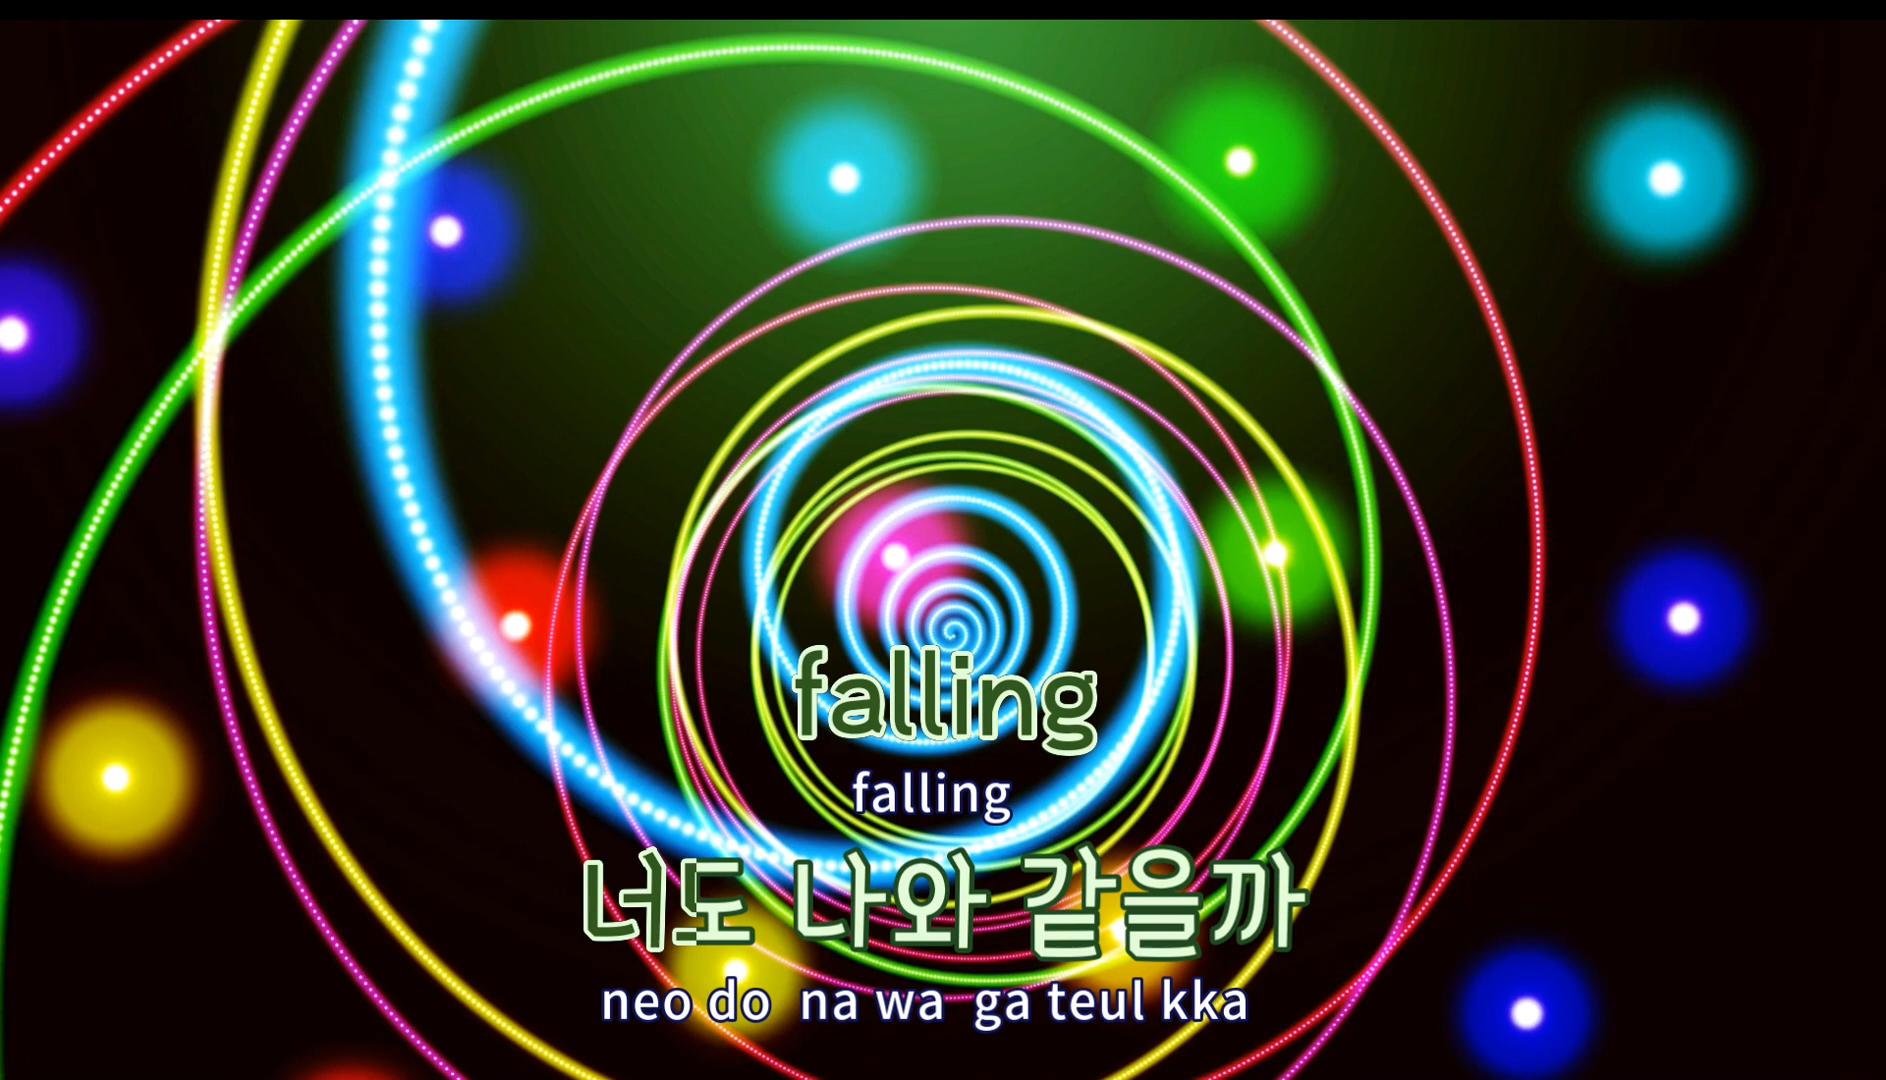 falling
falling
너도 나와 같을까
neo do na wa ga teul kka